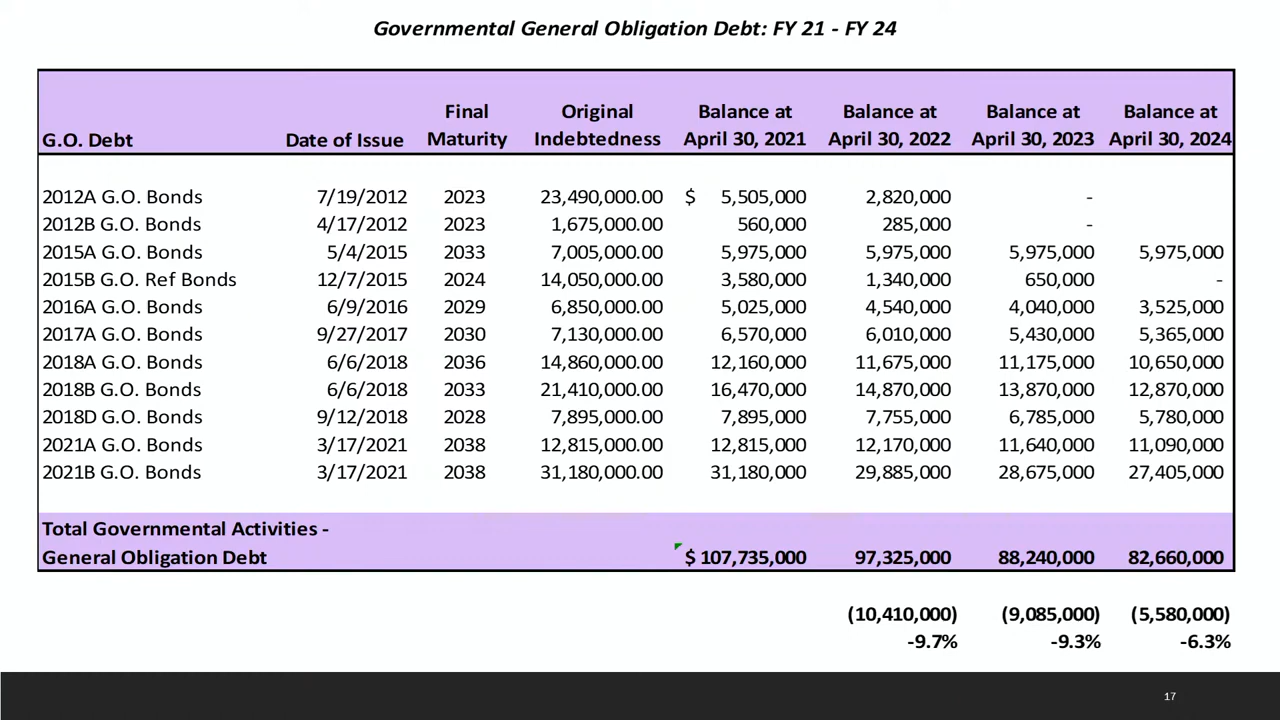 Governmental General Obligation Debt: FY 21 - FY 24
Final Original Balance at Balance at Balance at Balance at
G.O. Debt Date of Issue Maturity Indebtedness April 30, 2021 April 30, 2022 April 30, 2023 April 30, 2024
2012A G.O. Bonds 7/19/2012 2023 23,490,000.00 $ 5,505,000 2,820,000 -
2012B G.O. Bonds 4/17/2012 2023 1,675,000.00 560,000 285,000 -
2015A G.O. Bonds 5/4/2015 2033 7,005,000.00 5,975,000 5,975,000 5,975,000 5,975,000
2015B G.O. Ref Bonds 12/7/2015 2024 14,050,000.00 3,580,000 1,340,000 650,000 -
2016A G.O. Bonds 6/9/2016 2029 6,850,000.00 5,025,000 4,540,000 4,040,000 3,525,000
2017A G.O. Bonds 9/27/2017 2030 7,130,000.00 6,570,000 6,010,000 5,430,000 5,365,000
2018A G.O. Bonds 6/6/2018 2036 14,860,000.00 12,160,000 11,675,000 11,175,000 10,650,000
2018B G.O. Bonds 6/6/2018 2033 21,410,000.00 16,470,000 14,870,000 13,870,000 12,870,000
2018D G.O. Bonds 9/12/2018 2028 7,895,000.00 7,895,000 7,755,000 6,785,000 5,780,000
2021A G.O. Bonds 3/17/2021 2038 12,815,000.00 12,815,000 12,170,000 11,640,000 11,090,000
2021B G.O. Bonds 3/17/2021 2038 31,180,000.00 31,180,000 29,885,000 28,675,000 27,405,000
Total Governmental Activities -
General Obligation Debt $ 107,735,000 97,325,000 88,240,000 82,660,000
(10,410,000) (9,085,000) (5,580,000)
-9.7% -9.3% -6.3%
17